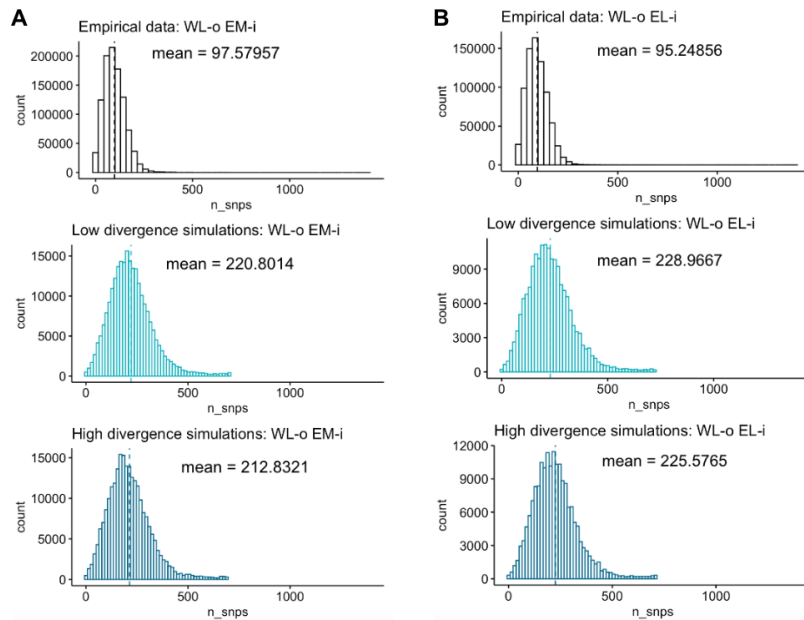 A
Empirical data: WL-o EM-i
mean = 97.57957
200000
150000
100000
50000
0
count
0 500 1000
n_snps
Low divergence simulations: WL-o EM-i
mean = 220.8014
15000
10000
5000
0
count
0 500 1000
n_snps
High divergence simulations: WL-o EM-i
mean = 212.8321
15000
10000
5000
0
count
0 500 1000
n_snps
B
Empirical data: WL-o EL-i
mean = 95.24856
150000
100000
50000
0
count
0 500 1000
n_snps
Low divergence simulations: WL-o EL-i
mean = 228.9667
9000
6000
3000
0
count
0 500 1000
n_snps
High divergence simulations: WL-o EL-i
mean = 225.5765
12000
9000
6000
3000
0
count
0 500 1000
n_snps